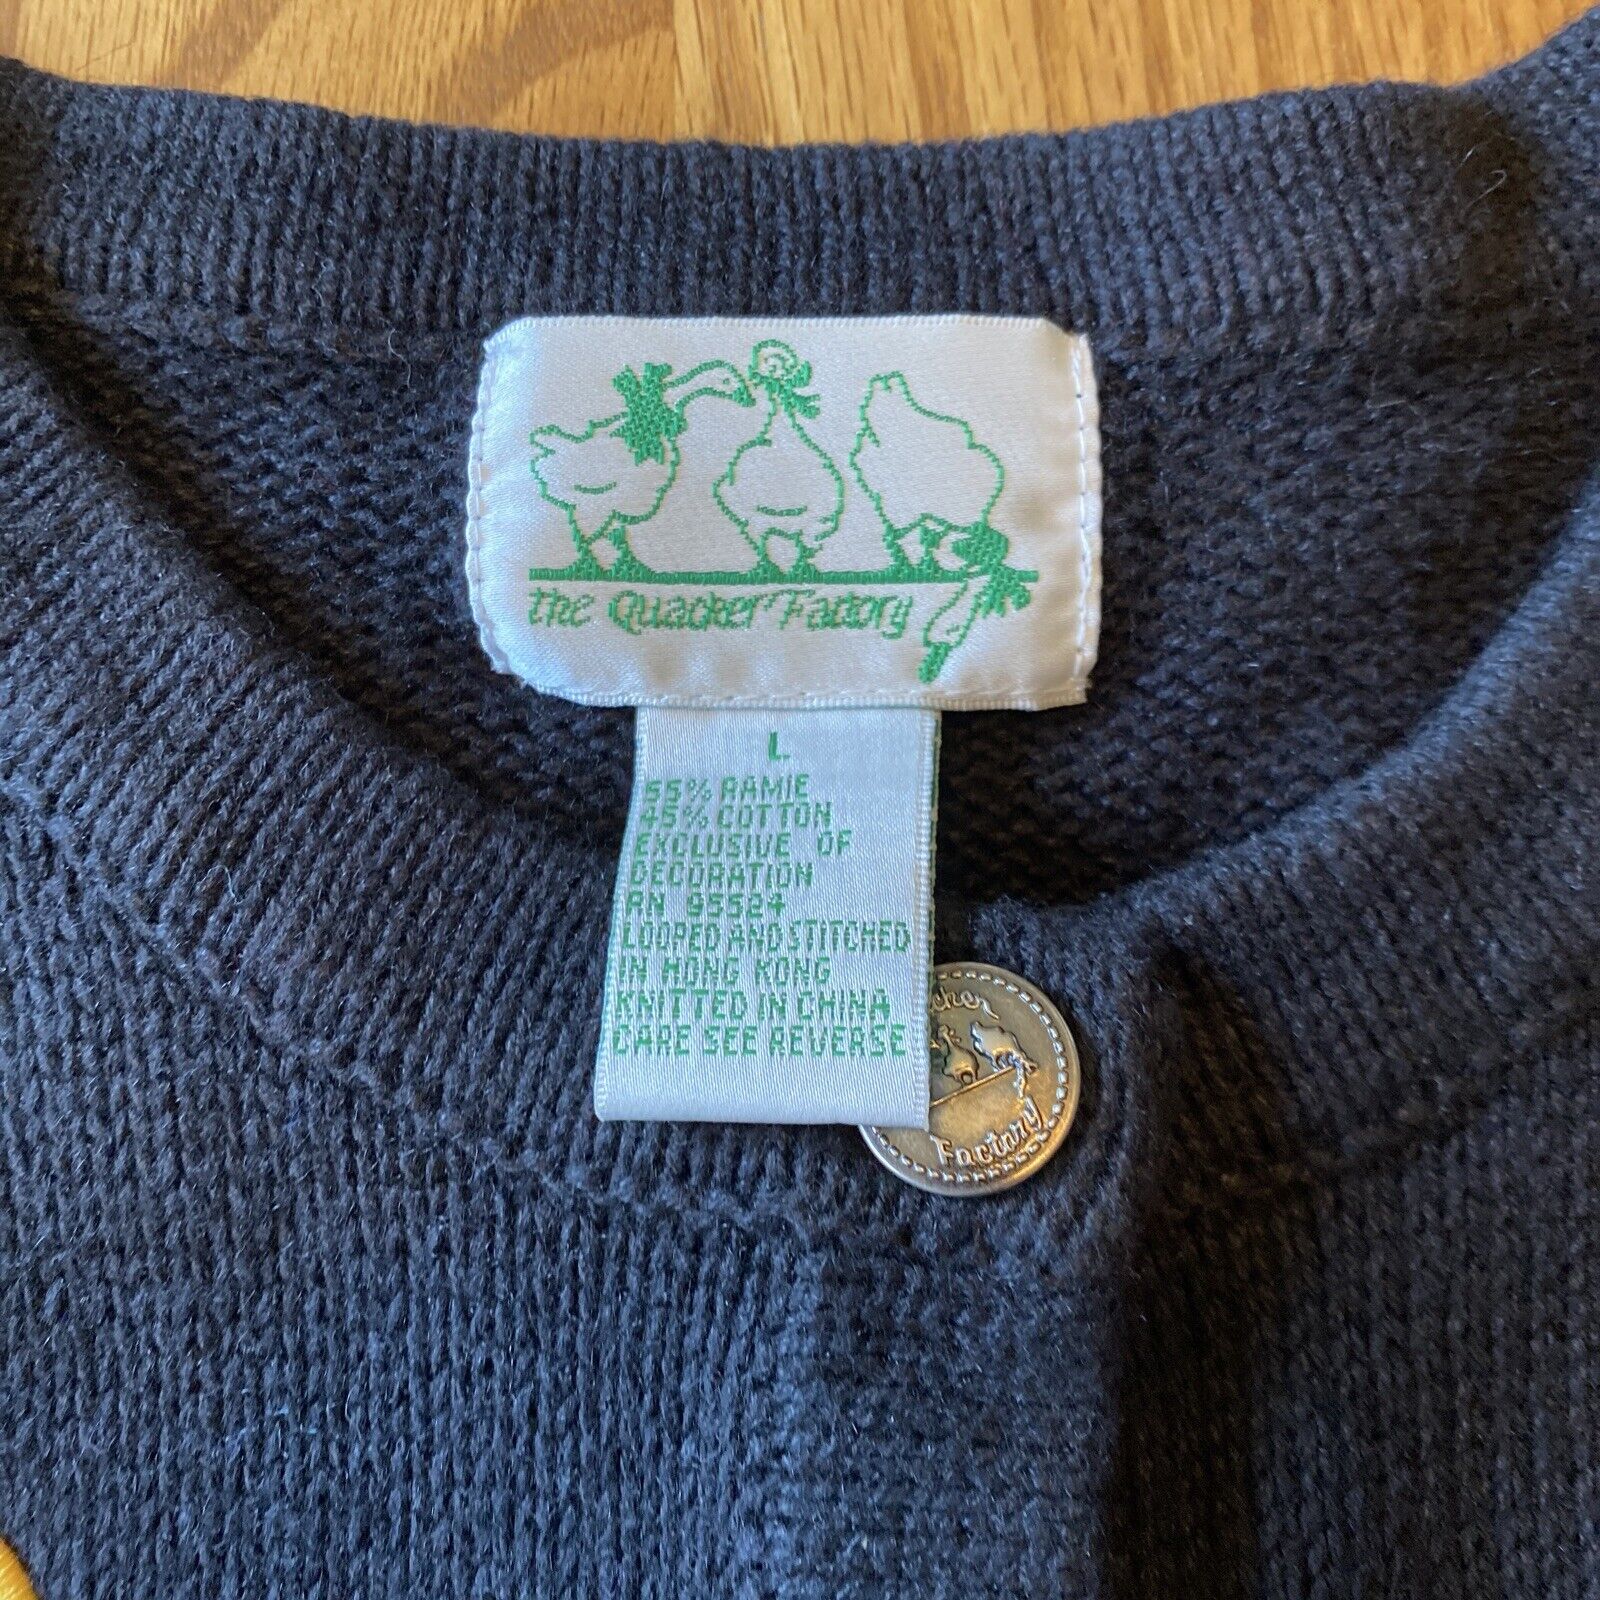 the Quacker Factory
L
55% RAMIE
45% COTTON
EXCLUSIVE OF
DECORATION
RN 95524
LOOPED AND STITCHED
IN HONG KONG
KNITTED IN CHINA
CARE SEE REVERSE
cker
Factory